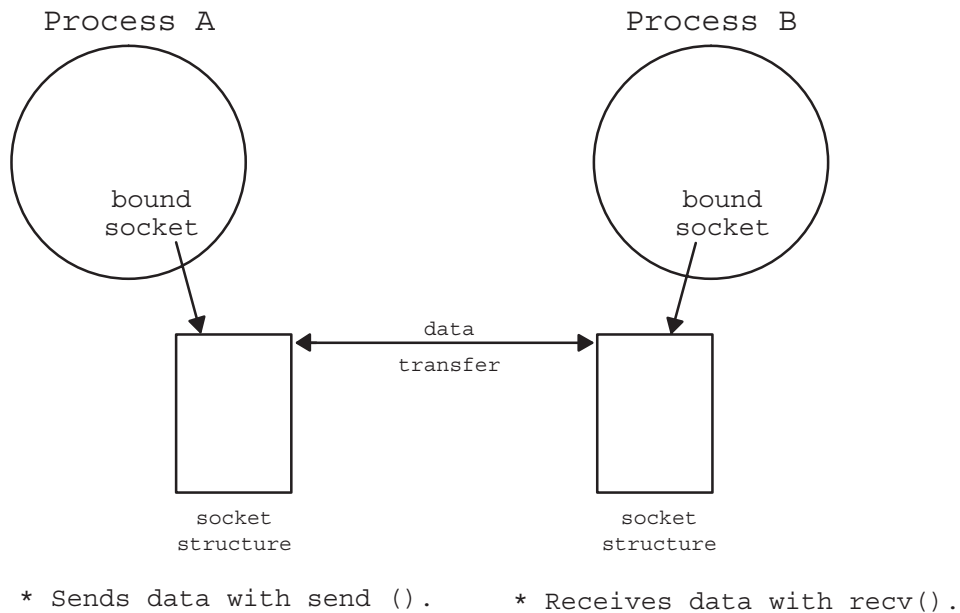 Process A
Process B
bound
socket
bound
socket
data
transfer
socket
structure
socket
structure
* Sends data with send ().
* Receives data with recv().